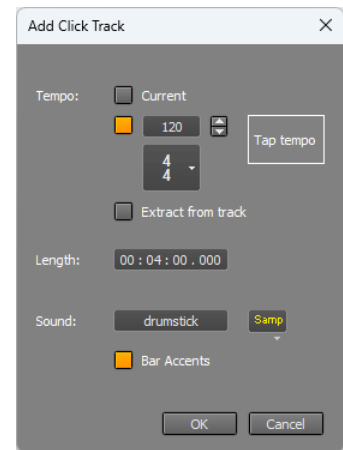 Add Click Track
Tempo: Current
120
Tap tempo
4
4
Extract from track
Length: 00 : 04 : 00 . 000
Sound: drumstick Samp
Bar Accents
OK Cancel